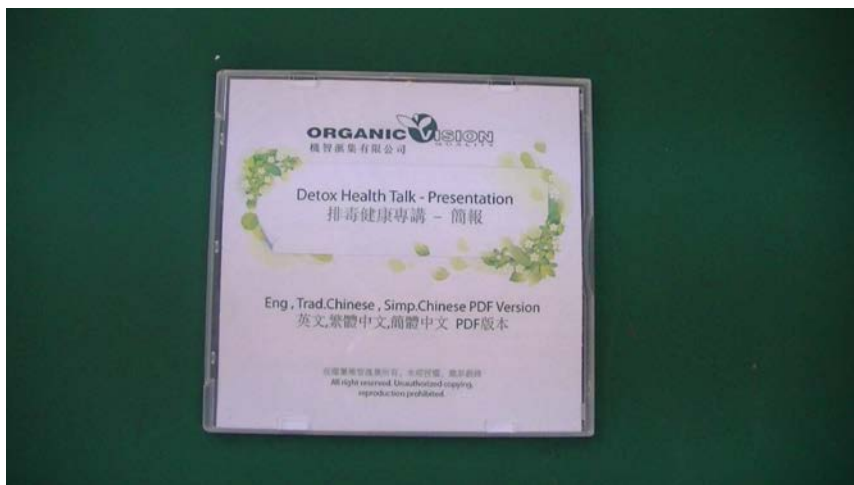 ORGANIC VISION
QUALITY
機智滙集有限公司
Detox Health Talk - Presentation
排毒健康專講 – 簡報
Eng , Trad.Chinese , Simp.Chinese PDF Version
英文,繁體中文,簡體中文 PDF版本
All right reserved. Unauthorized copying,
reproduction prohibited.